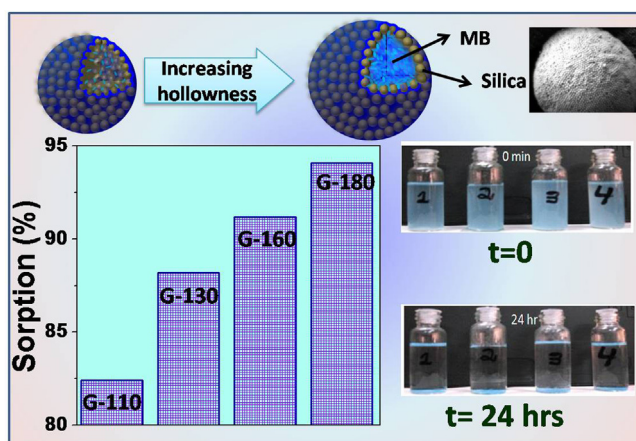 Increasing
hollowness
MB
Silica
95
90
85
80
Sorption (%)
G-110
G-130
G-160
G-180
0 min
1 2 3 4
t=0
24 hr
1 2 3 4
t= 24 hrs